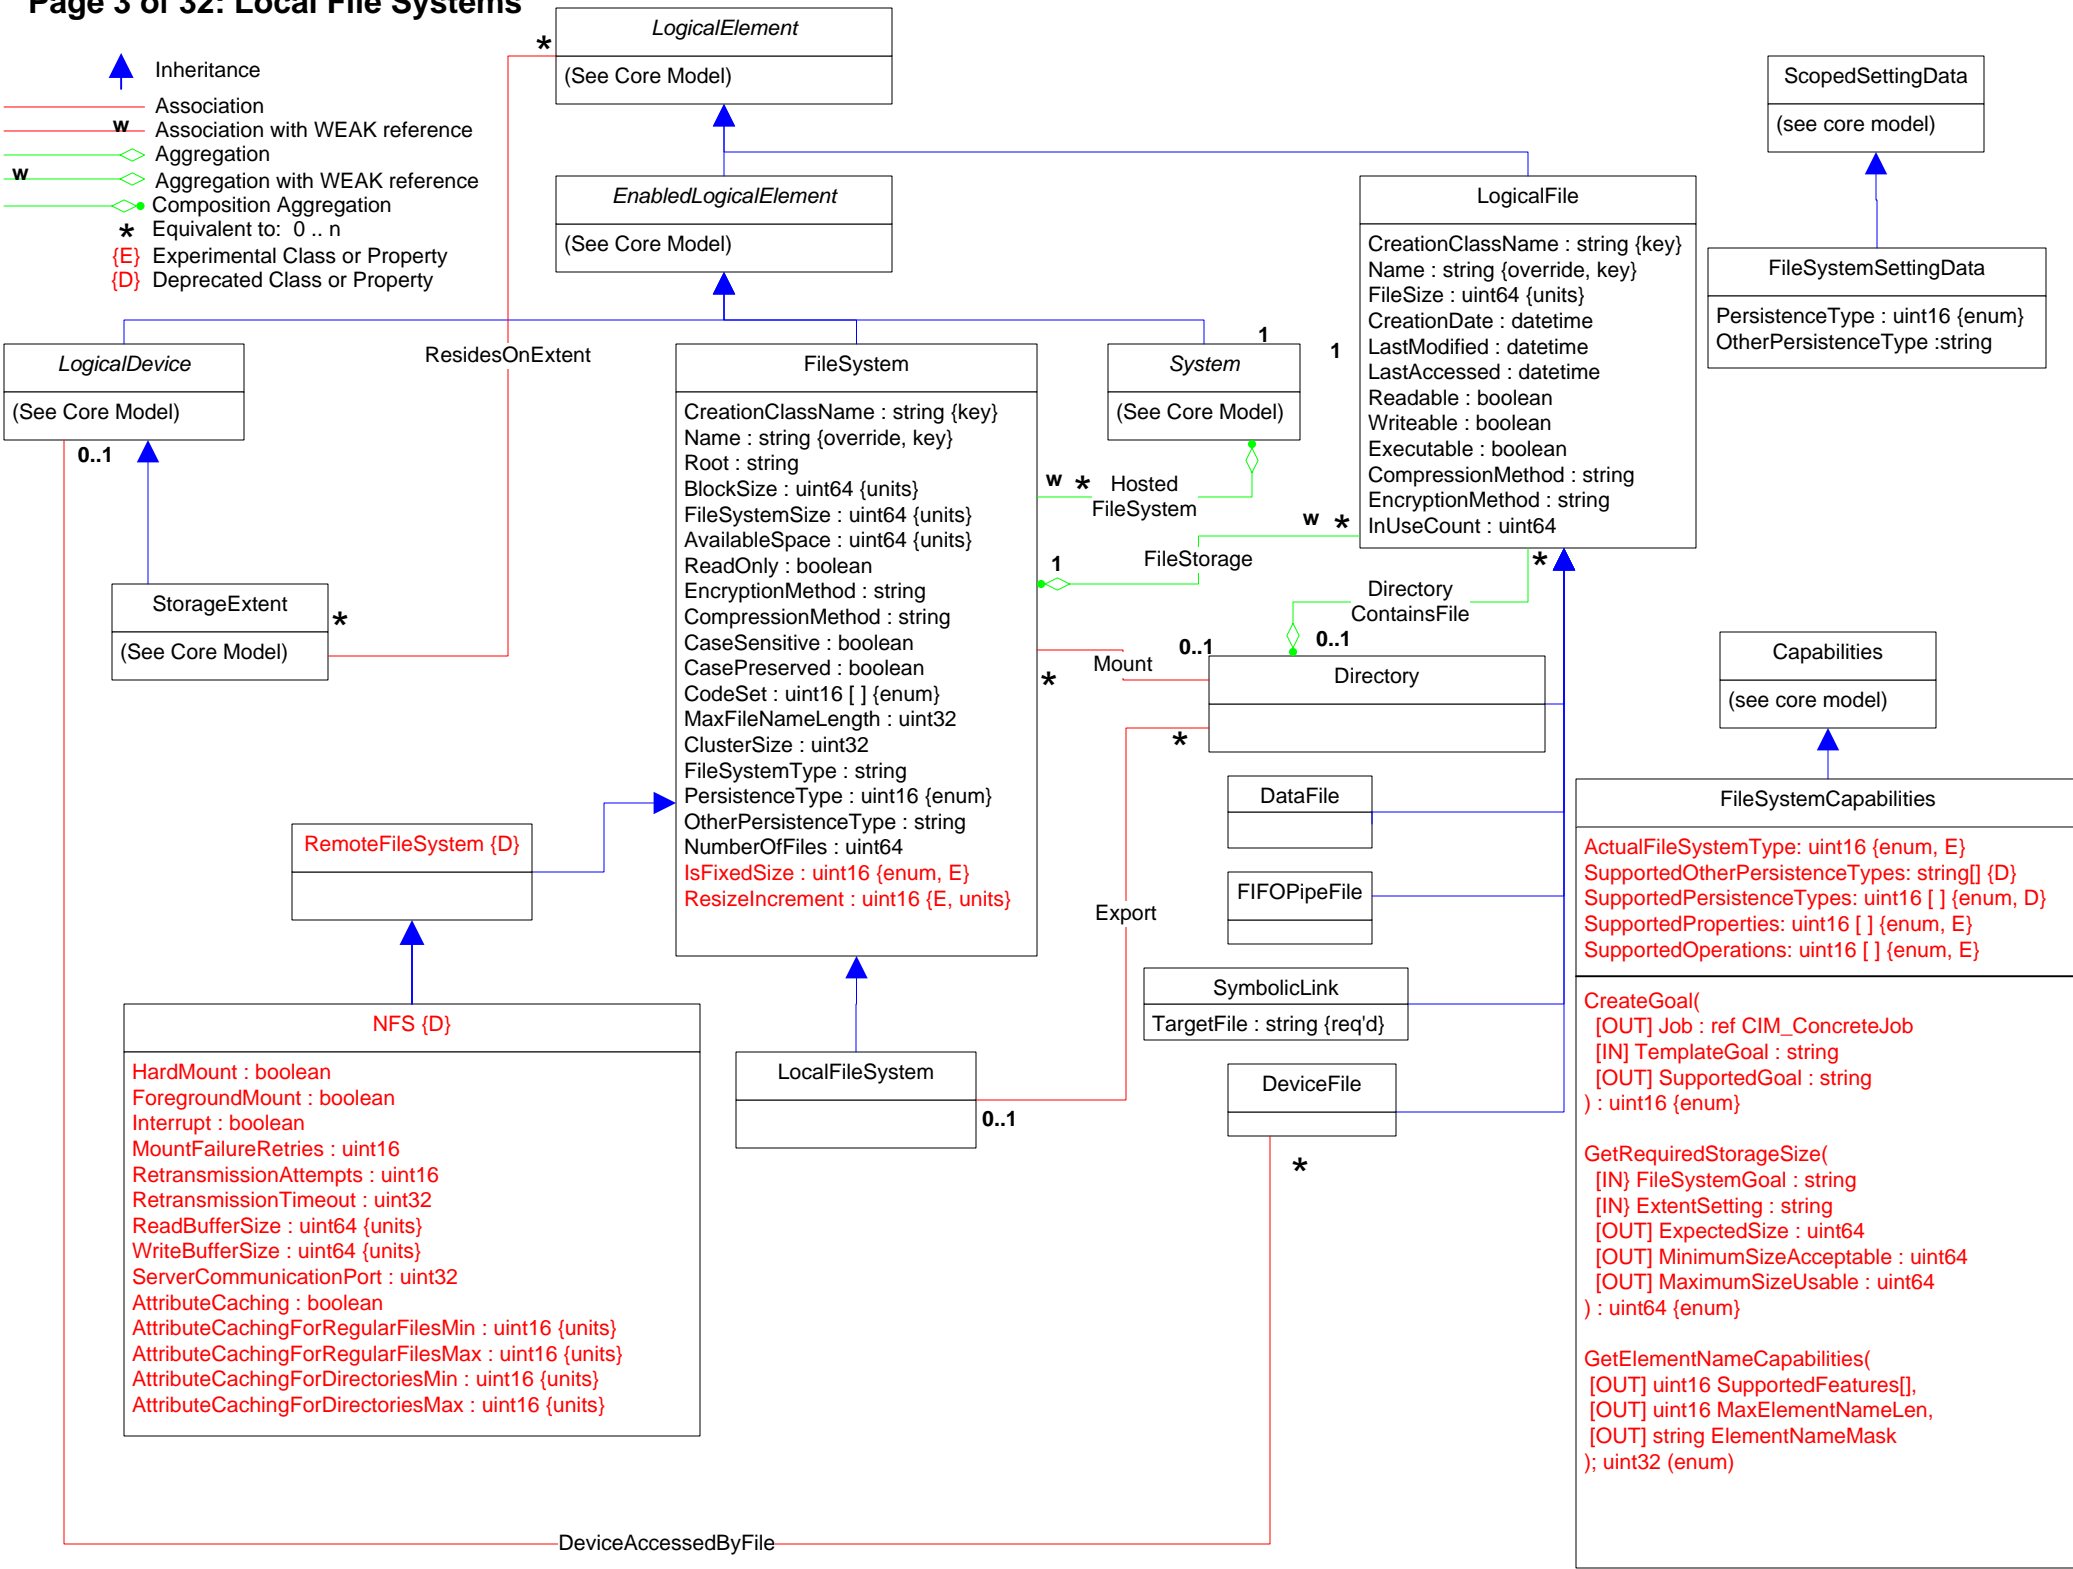 Page 3 of 32: Local File Systems
Inheritance
Association
w Association with WEAK reference
Aggregation
w Aggregation with WEAK reference
Composition Aggregation
* Equivalent to: 0 .. n
{E} Experimental Class or Property
{D} Deprecated Class or Property
*
LogicalElement
(See Core Model)
ScopedSettingData
(see core model)
EnabledLogicalElement
(See Core Model)
FileSystemSettingData
PersistenceType : uint16 {enum}
OtherPersistenceType :string
LogicalFile
CreationClassName : string {key}
Name : string {override, key}
FileSize : uint64 {units}
CreationDate : datetime
LastModified : datetime
LastAccessed : datetime
Readable : boolean
Writeable : boolean
Executable : boolean
CompressionMethod : string
EncryptionMethod : string
InUseCount : uint64
1
1
ResidesOnExtent
LogicalDevice
(See Core Model)
0..1
System
(See Core Model)
FileSystem
CreationClassName : string {key}
Name : string {override, key}
Root : string
BlockSize : uint64 {units}
FileSystemSize : uint64 {units}
AvailableSpace : uint64 {units}
ReadOnly : boolean
EncryptionMethod : string
CompressionMethod : string
CaseSensitive : boolean
CasePreserved : boolean
CodeSet : uint16 [ ] {enum}
MaxFileNameLength : uint32
ClusterSize : uint32
FileSystemType : string
PersistenceType : uint16 {enum}
OtherPersistenceType : string
NumberOfFiles : uint64
IsFixedSize : uint16 {enum, E}
ResizeIncrement : uint16 {E, units}
w * Hosted
FileSystem
w *
FileStorage
1
*
Directory
ContainsFile
0..1
StorageExtent
(See Core Model)
*
0..1
Mount
*
Directory
*
Capabilities
(see core model)
DataFile
FIFOPipeFile
Export
SymbolicLink
TargetFile : string {req'd}
DeviceFile
*
RemoteFileSystem {D}
NFS {D}
HardMount : boolean
ForegroundMount : boolean
Interrupt : boolean
MountFailureRetries : uint16
RetransmissionAttempts : uint16
RetransmissionTimeout : uint32
ReadBufferSize : uint64 {units}
WriteBufferSize : uint64 {units}
ServerCommunicationPort : uint32
AttributeCaching : boolean
AttributeCachingForRegularFilesMin : uint16 {units}
AttributeCachingForRegularFilesMax : uint16 {units}
AttributeCachingForDirectoriesMin : uint16 {units}
AttributeCachingForDirectoriesMax : uint16 {units}
LocalFileSystem
0..1
FileSystemCapabilities
ActualFileSystemType: uint16 {enum, E}
SupportedOtherPersistenceTypes: string[] {D}
SupportedPersistenceTypes: uint16 [ ] {enum, D}
SupportedProperties: uint16 [ ] {enum, E}
SupportedOperations: uint16 [ ] {enum, E}
CreateGoal(
[OUT] Job : ref CIM_ConcreteJob
[IN] TemplateGoal : string
[OUT] SupportedGoal : string
) : uint16 {enum}
GetRequiredStorageSize(
[IN} FileSystemGoal : string
[IN} ExtentSetting : string
[OUT] ExpectedSize : uint64
[OUT] MinimumSizeAcceptable : uint64
[OUT] MaximumSizeUsable : uint64
) : uint64 {enum}
GetElementNameCapabilities(
[OUT] uint16 SupportedFeatures[],
[OUT] uint16 MaxElementNameLen,
[OUT] string ElementNameMask
); uint32 (enum)
DeviceAccessedByFile